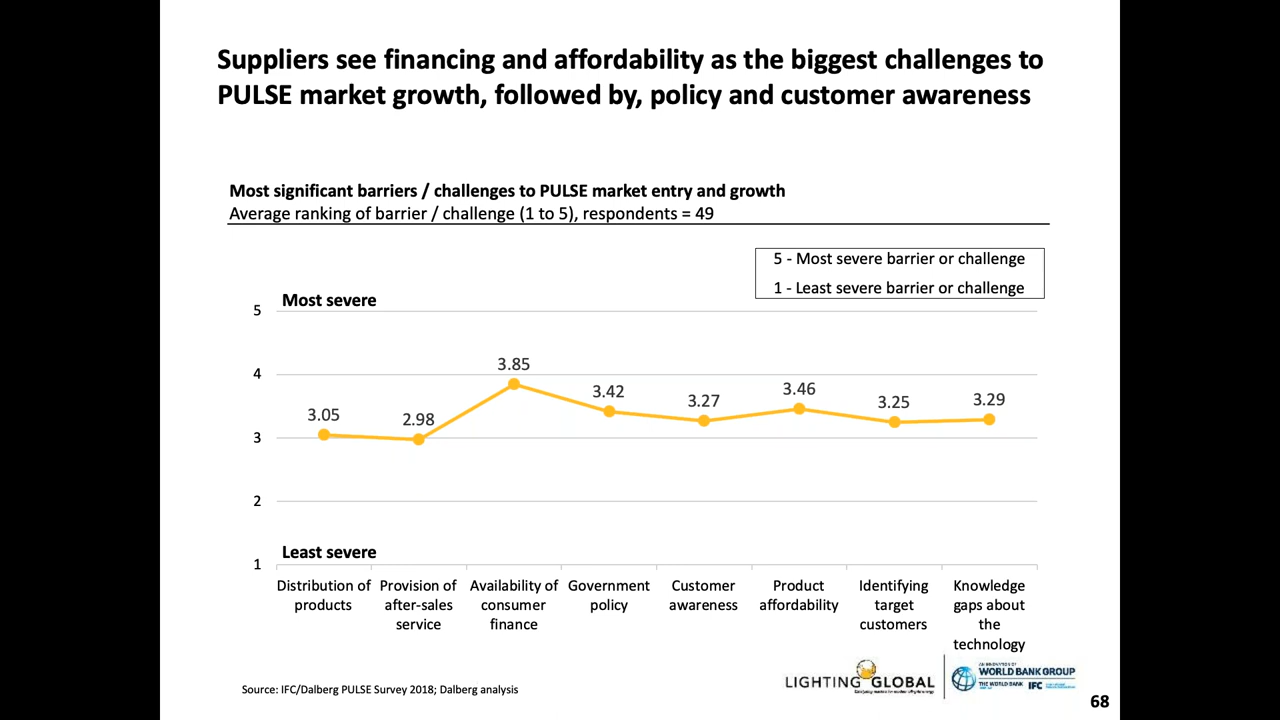 Suppliers see financing and affordability as the biggest challenges to
PULSE market growth, followed by, policy and customer awareness
Most significant barriers / challenges to PULSE market entry and growth
Average ranking of barrier / challenge (1 to 5), respondents = 49
5 - Most severe barrier or challenge
1 - Least severe barrier or challenge
Most severe
5
4
3
2
1
3.05
2.98
3.85
3.42
3.27
3.46
3.25
3.29
Least severe
Distribution of
products
Provision of
after-sales
service
Availability of
consumer
finance
Government
policy
Customer
awareness
Product
affordability
Identifying
target
customers
Knowledge
gaps about
the
technology
Source: IFC/Dalberg PULSE Survey 2018; Dalberg analysis
LIGHTING GLOBAL
WORLD BANK GROUP
THE WORLD BANK
IFC
68